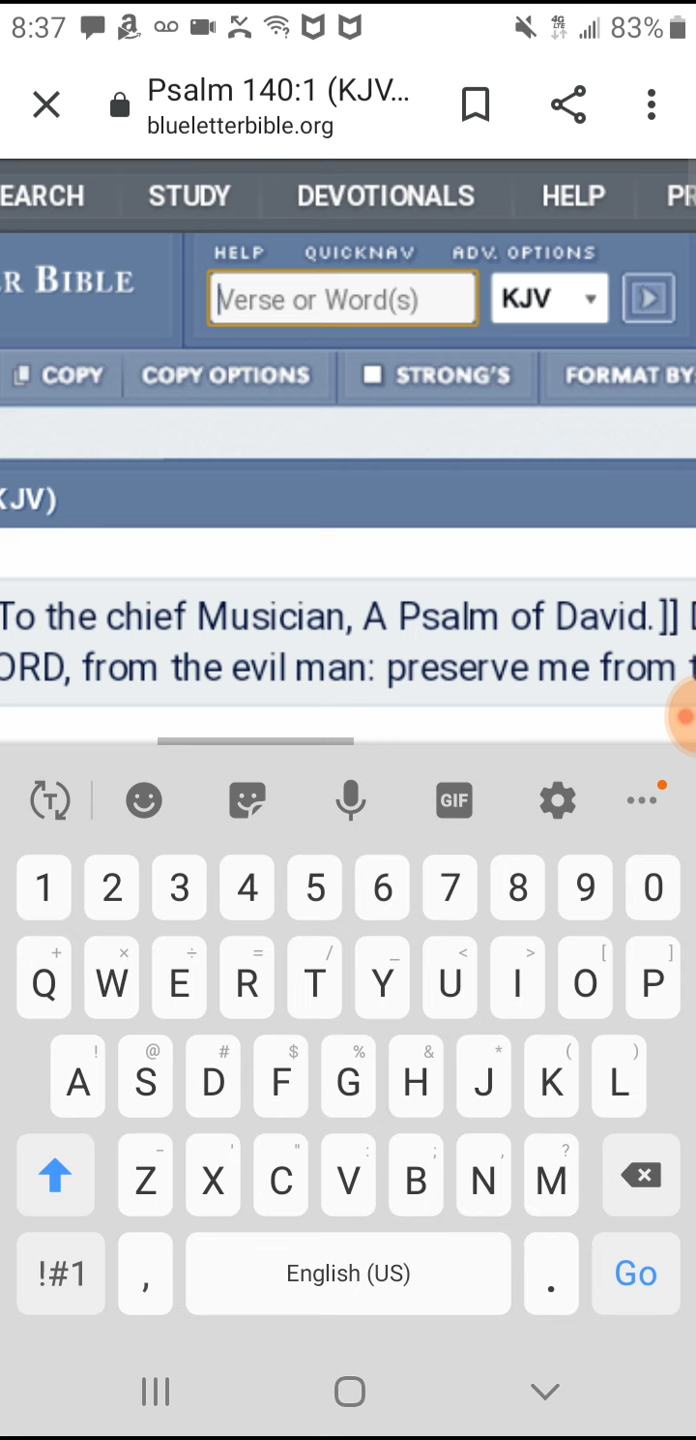 8:37 83%
Psalm 140:1 (KJV...
blueletterbible.org
EARCH STUDY DEVOTIONALS HELP PR
HELP QUICKNAV ADV. OPTIONS
R BIBLE Verse or Word(s) KJV
COPY COPY OPTIONS STRONG'S FORMAT BY
KJV)
To the chief Musician, A Psalm of David.]]
ORD, from the evil man: preserve me from t
T GIF
1 2 3 4 5 6 7 8 9 0
+ × ÷ = / _ < > [ ]
Q W E R T Y U I O P
! @ # $ % & * ( )
A S D F G H J K L
- ' " : ; , ?
Z X C V B N M
!#1 , English (US) . Go